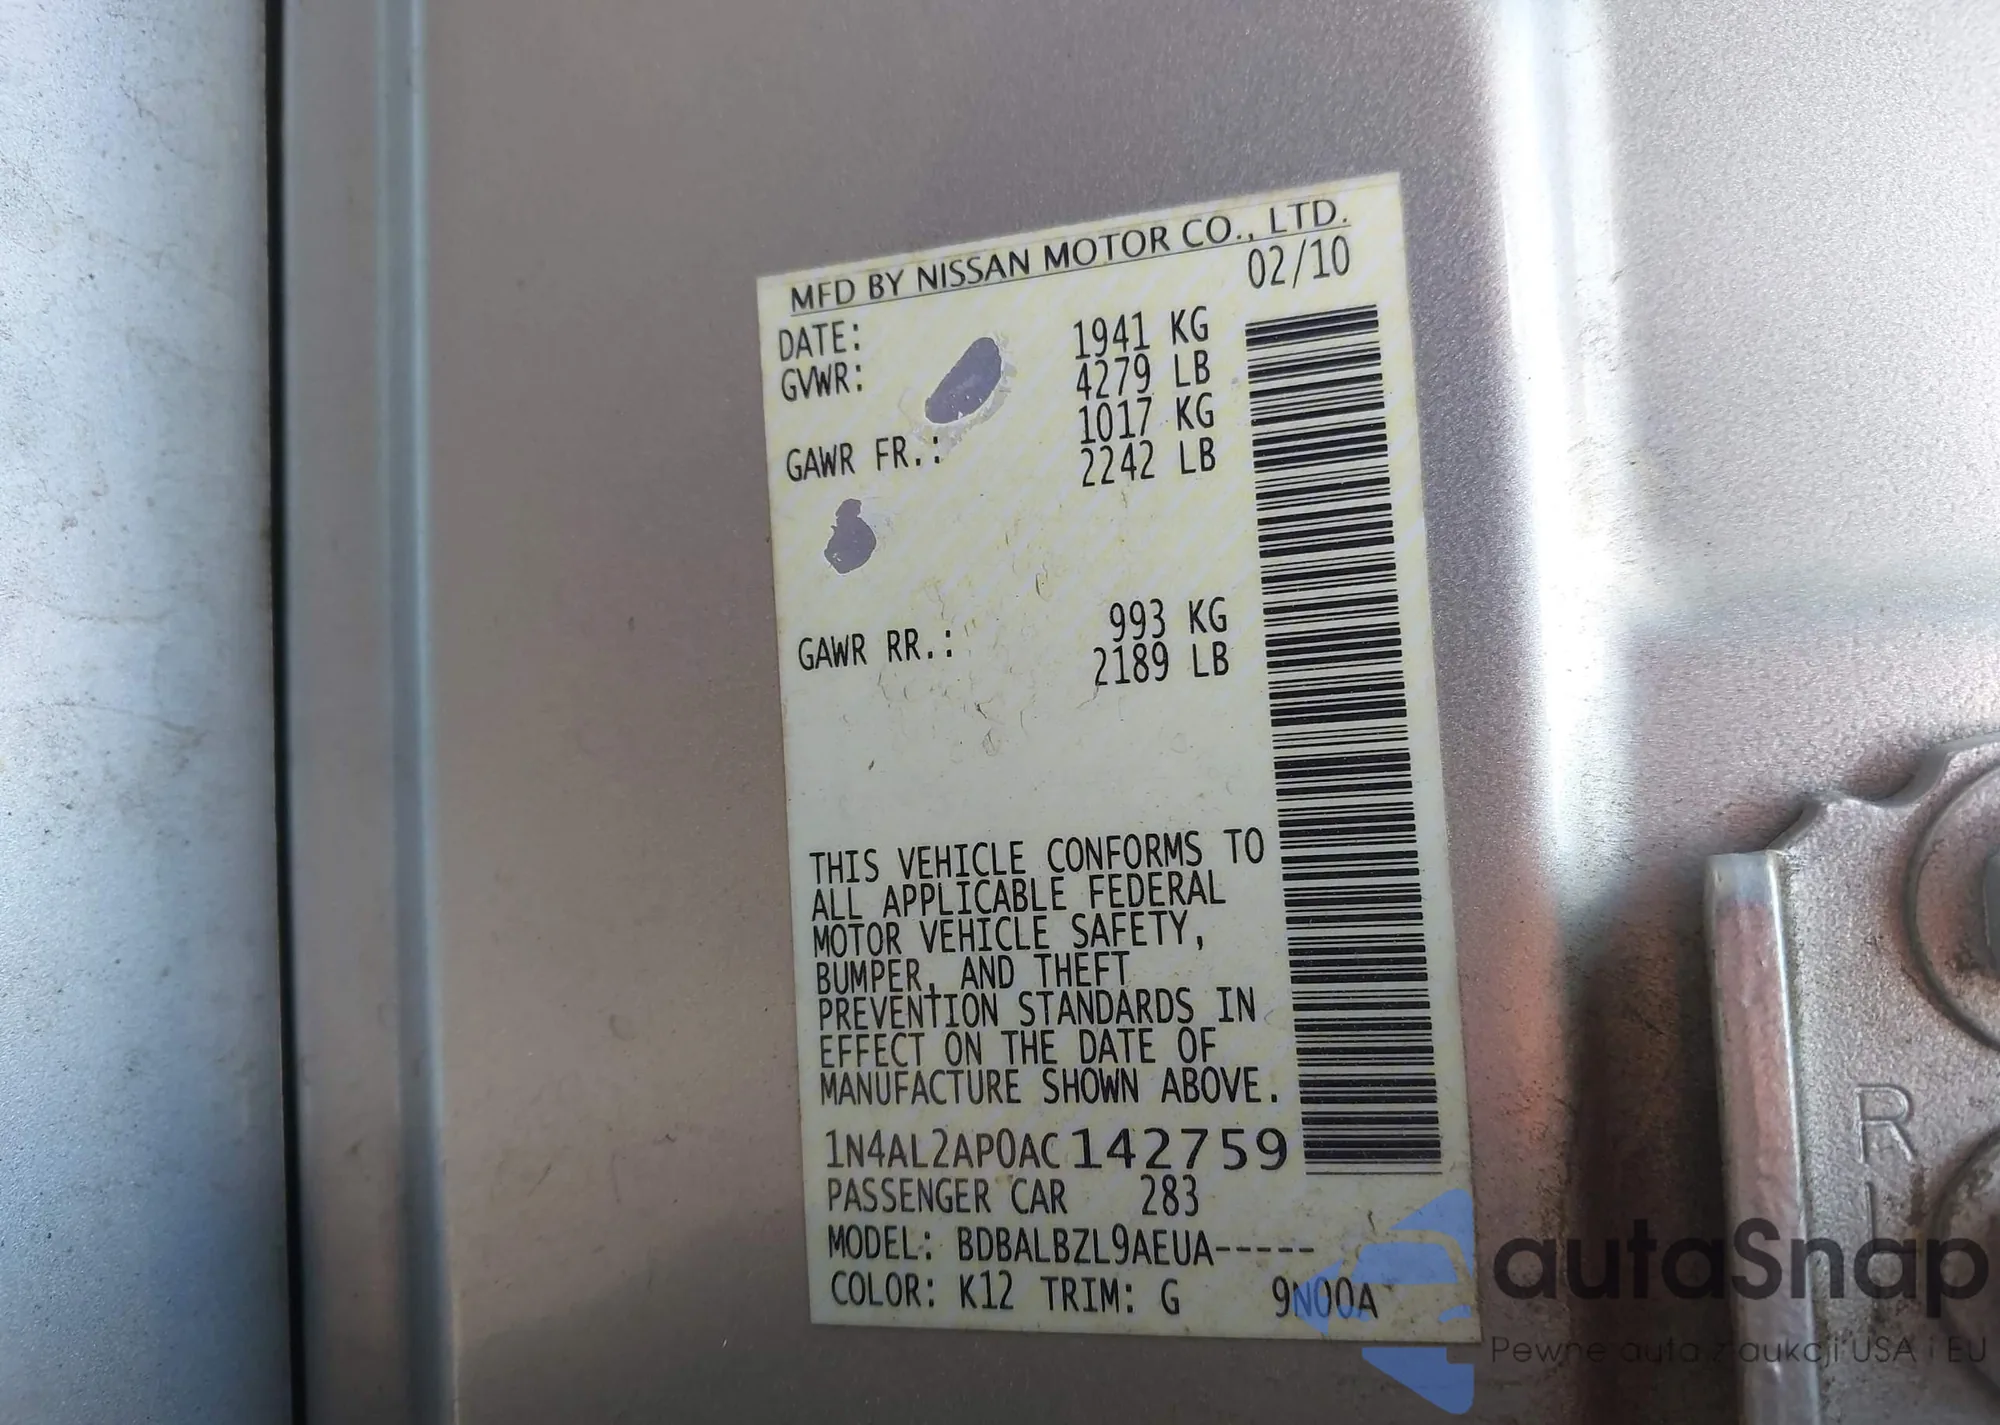 MFD BY NISSAN MOTOR CO., LTD.
DATE: 02/10
GVWR: 1941 KG
4279 LB
GAWR FR.: 1017 KG
2242 LB
GAWR RR.: 993 KG
2189 LB
THIS VEHICLE CONFORMS TO
ALL APPLICABLE FEDERAL
MOTOR VEHICLE SAFETY,
BUMPER, AND THEFT
PREVENTION STANDARDS IN
EFFECT ON THE DATE OF
MANUFACTURE SHOWN ABOVE.
1N4AL2AP0AC142759
PASSENGER CAR 283
MODEL: BDBALBZL9AEUA-----
COLOR: K12 TRIM: G 9N00A
R
autaSnap
Pewne auta z aukcji USA i EU